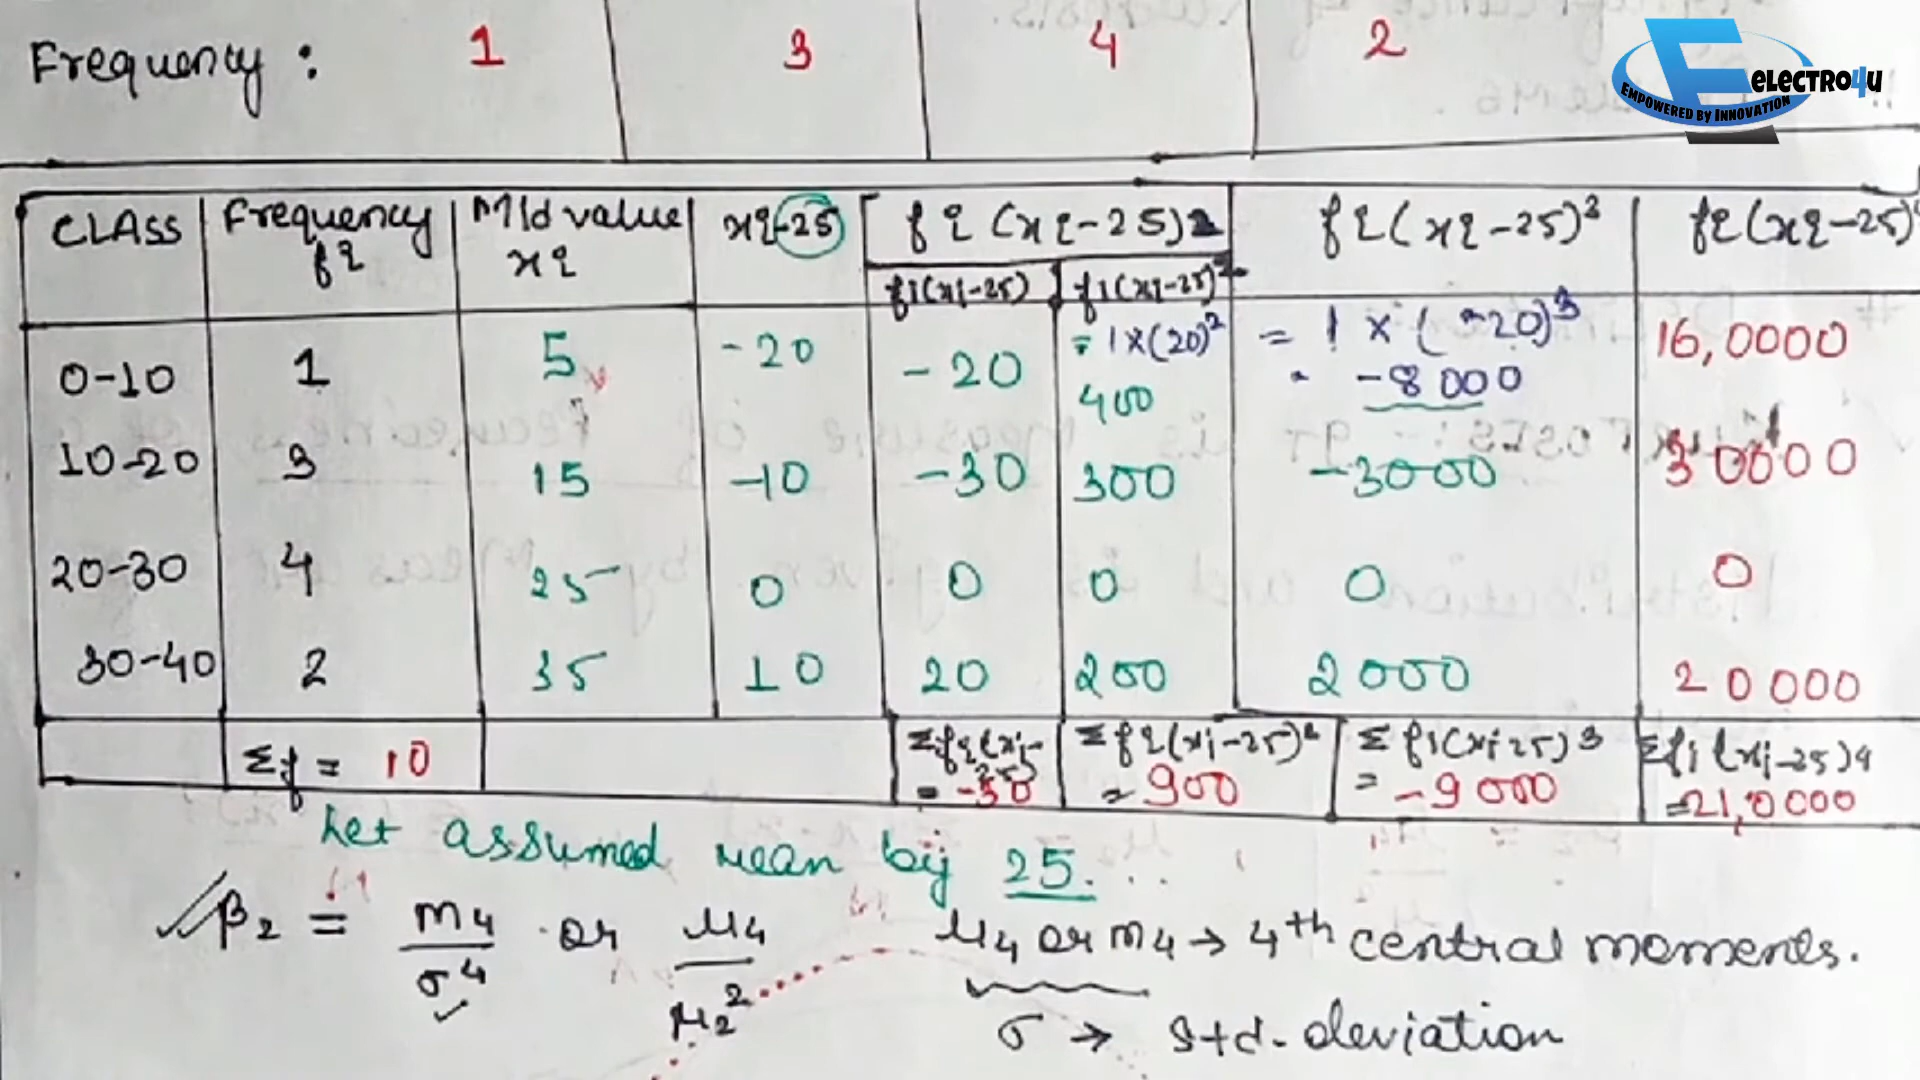 Frequency : 1 3 4 2
electro4u
EMPOWERED BY INNOVATION
CLASS Frequency fi Mid value xi xi-25 fi(xi-25)2 fi(xi-25)³ fi(xi-25)⁴
fi(xi-25) fi(xi-25)²
0-10 1 5 -20 -20 = 1×(20)² 400 = 1 × (-20)³ = -8000 16,0000
10-20 3 15 -10 -30 300 -3000 30000
20-30 4 25 0 0 0 0 0
30-40 2 35 10 20 200 2000 20000
Σf = 10 Σfi(xi-25) = -30 Σfi(xi-25)² = 900 Σfi(xi-25)³ = -9000 Σfi(xi-25)4 = 21,0000
Let assumed mean by 25.
β₂ = m₄/σ⁴ or μ₄/μ₂² μ₄ or m₄ → 4th central moments.
σ → Std. deviation